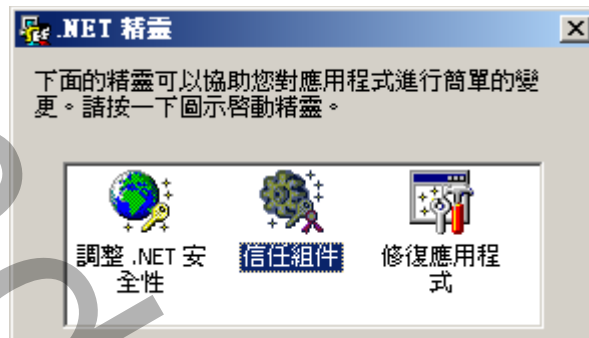 .NET 精靈
下面的精靈可以協助您對應用程式進行簡單的變
更。請按一下圖示啓動精靈。
調整 .NET 安
全性
信任組件
修復應用程
式